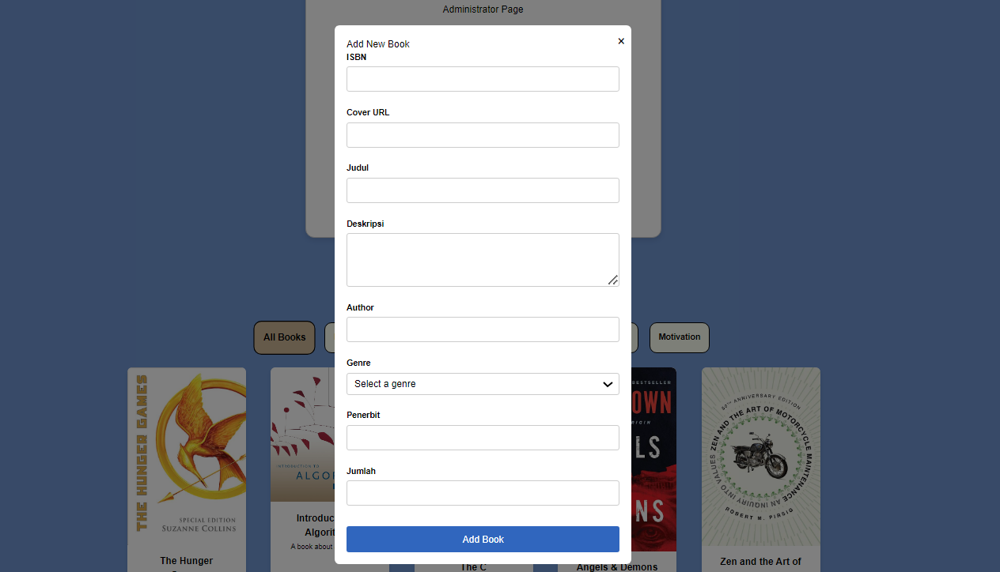 Administrator Page
Add New Book
×
ISBN
Cover URL
Judul
Deskripsi
Author
Genre
Select a genre
Penerbit
Jumlah
Add Book
All Books
Motivation
THE HUNGER GAMES
SPECIAL EDITION
SUZANNE COLLINS
The Hunger
INTRODUCTION TO
ALGO
Introduc
Algorit
A book about
The C
BESTSELLER
OWN
LS
NS
Angels & Demons
50TH ANNIVERSARY EDITION
ZEN AND THE ART OF MOTORCYCLE MAINTENANCE
AN INQUIRY INTO VALUES
ROBERT M. PIRSIG
Zen and the Art of